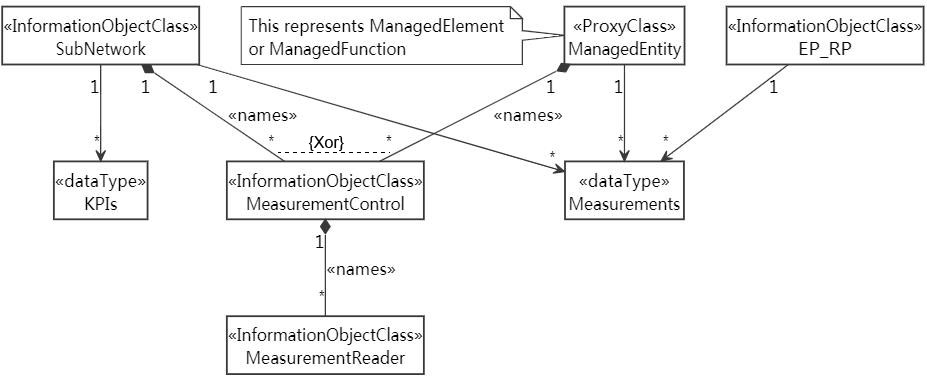 «InformationObjectClass»
SubNetwork
This represents ManagedElement
or ManagedFunction
«ProxyClass»
ManagedEntity
«InformationObjectClass»
EP_RP
1
1
1
1
1
1
«names»
«names»
*
*
{Xor}
*
*
*
*
«dataType»
KPIs
«InformationObjectClass»
MeasurementControl
«dataType»
Measurements
1
«names»
*
«InformationObjectClass»
MeasurementReader